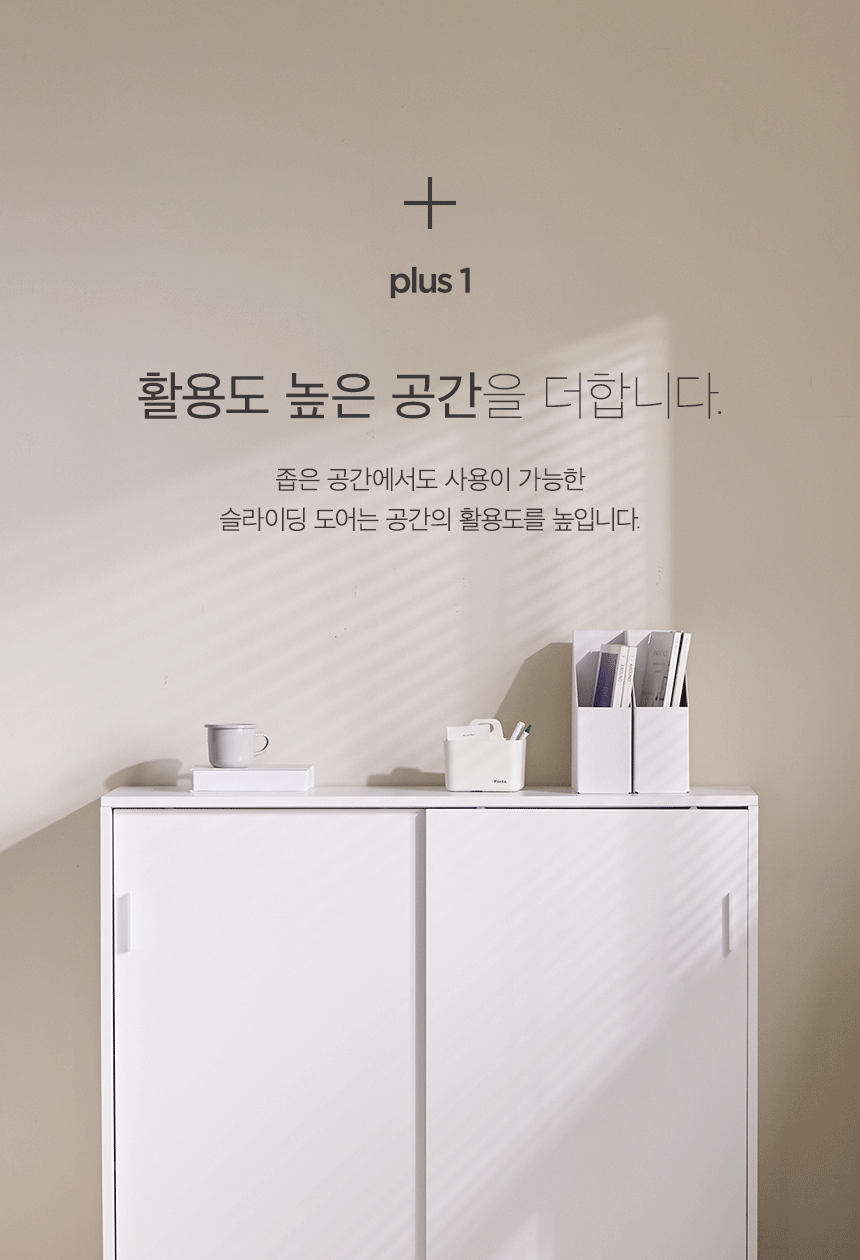 plus 1
활용도 높은 공간을 더합니다.
좁은 공간에서도 사용이 가능한
슬라이딩 도어는 공간의 활용도를 높입니다.